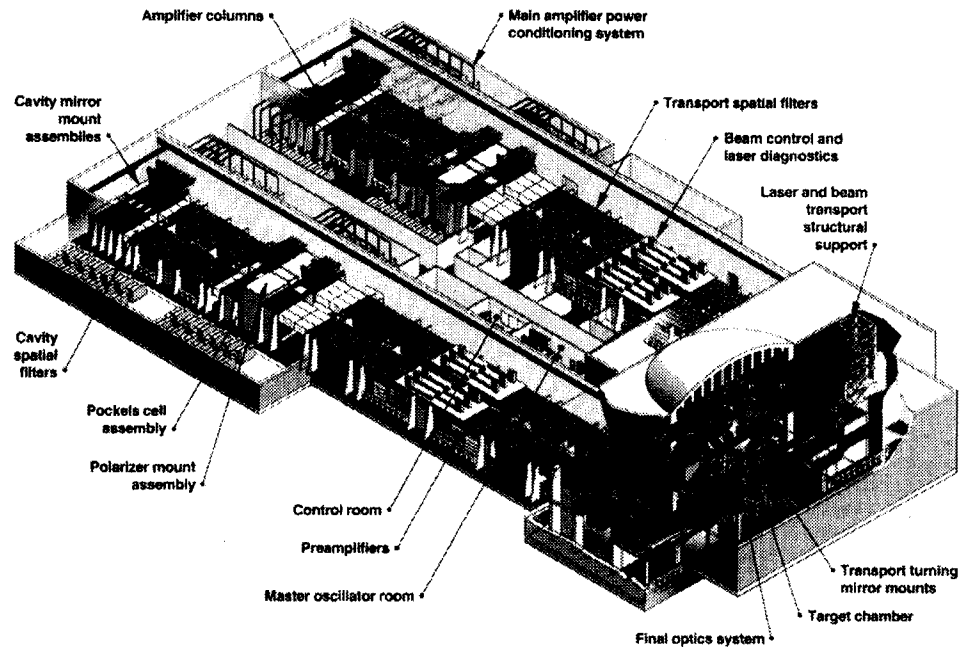 Amplifier columns
Main amplifier power
conditioning system
Cavity mirror
mount
assemblies
Transport spatial filters
Beam control and
laser diagnostics
Laser and beam
transport
structural
support
Cavity
spatial
filters
Pockels cell
assembly
Polarizer mount
assembly
Control room
Preamplifiers
Master oscillator room
Transport turning
mirror mounts
Target chamber
Final optics system